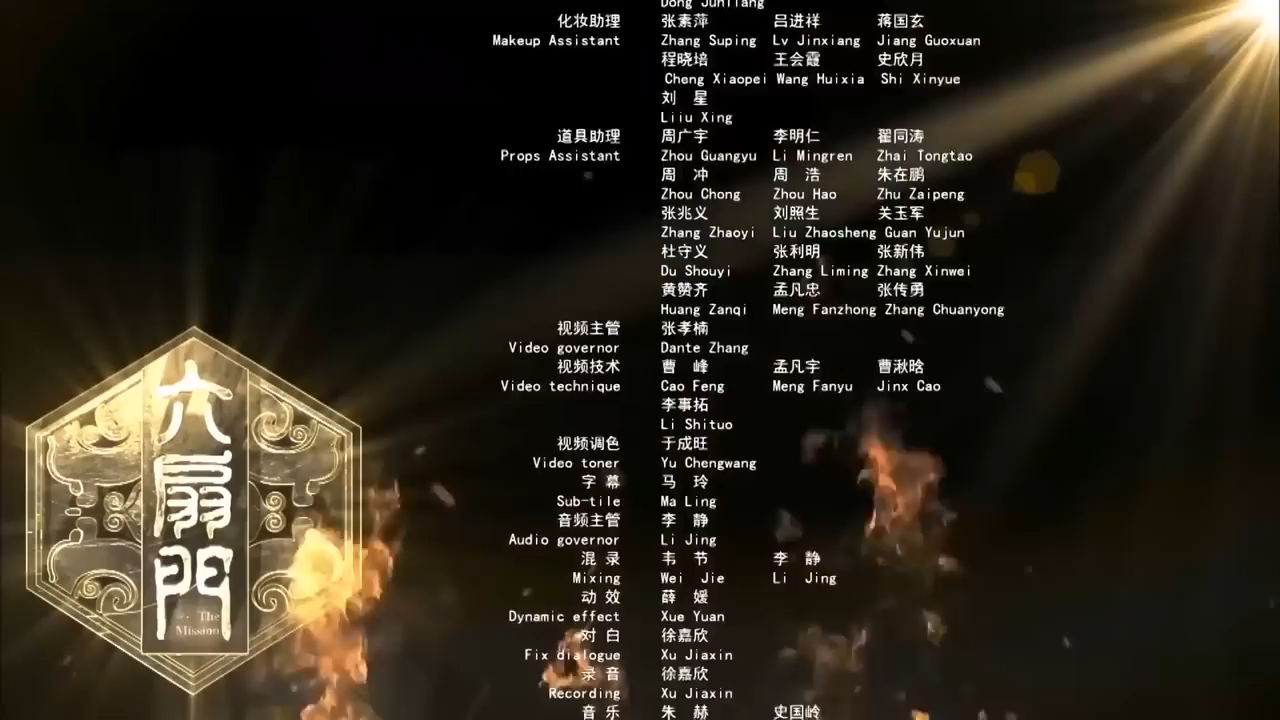 Dong Junliang
化妆助理 张素萍 吕进祥 蒋国玄
Makeup Assistant Zhang Suping Lv Jinxiang Jiang Guoxuan
程晓培 王会霞 史欣月
Cheng Xiaopei Wang Huixia Shi Xinyue
刘 星
Liiu Xing
道具助理 周广宇 李明仁 翟同涛
Props Assistant Zhou Guangyu Li Mingren Zhai Tongtao
周 冲 周 浩 朱在鹏
Zhou Chong Zhou Hao Zhu Zaipeng
张兆义 刘照生 关玉军
Zhang Zhaoyi Liu Zhaosheng Guan Yujun
杜守义 张利明 张新伟
Du Shouyi Zhang Liming Zhang Xinwei
黄赞齐 孟凡忠 张传勇
Huang Zanqi Meng Fanzhong Zhang Chuanyong
视频主管 张孝楠
Video governor Dante Zhang
视频技术 曹 峰 孟凡宇 曹湫晗
Video technique Cao Feng Meng Fanyu Jinx Cao
李事拓
Li Shituo
视频调色 于成旺
Video toner Yu Chengwang
字 幕 马 玲
Sub-tile Ma Ling
音频主管 李 静
Audio governor Li Jing
混 录 韦 节 李 静
Mixing Wei Jie Li Jing
动 效 薛 媛
Dynamic effect Xue Yuan
对 白 徐嘉欣
Fix dialogue Xu Jiaxin
录 音 徐嘉欣
Recording Xu Jiaxin
音 乐 朱 赫 史国岭
六扇門
The
Mission